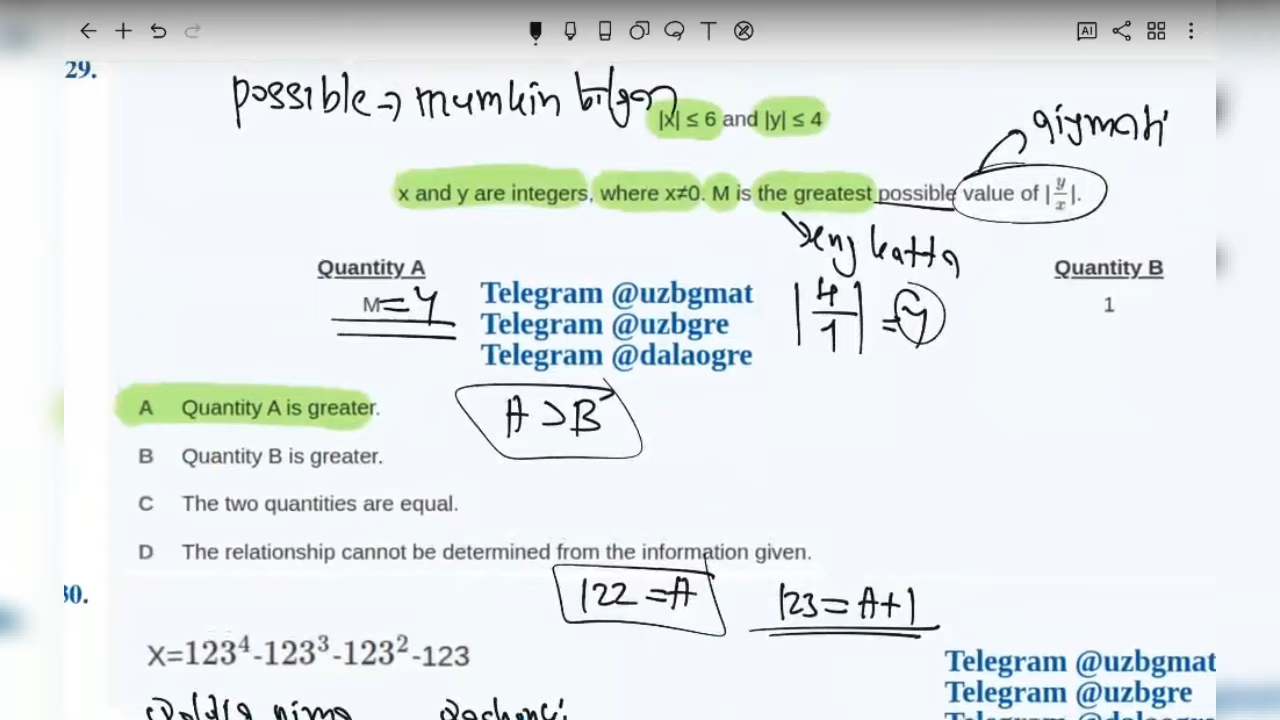 29.
possible → mumkin bo'lgan
|x| ≤ 6 and |y| ≤ 4
qiymati
x and y are integers, where x≠0. M is the greatest possible value of |y/x|.
eng katta
Quantity A
Quantity B
M = 4
|4/1| = 4
1
Telegram @uzbgmat
Telegram @uzbgre
Telegram @dalaogre
A Quantity A is greater.
A > B
B Quantity B is greater.
C The two quantities are equal.
D The relationship cannot be determined from the information given.
30.
122 = A
123 = A+1
X=123⁴-123³-123²-123
Telegram @uzbgmat
Telegram @uzbgre
nima